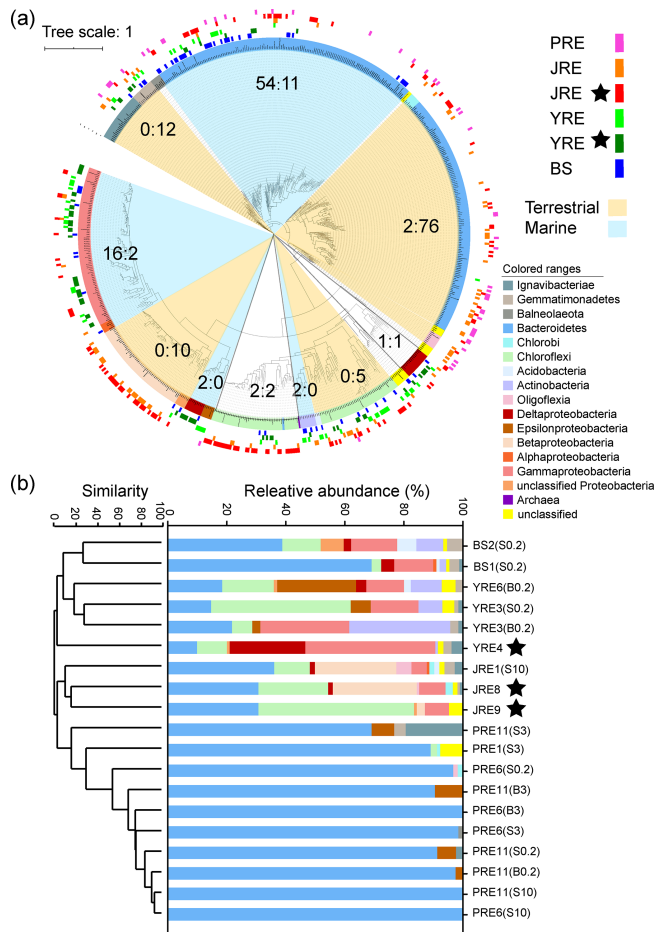 (a)
Tree scale: 1
54:11
0:12
2:76
16:2
1:1
0:10
0:5
2:0
2:2
2:0
PRE
JRE
JRE
YRE
YRE
BS
Terrestrial
Marine
Colored ranges
Ignavibacteriae
Gemmatimonadetes
Balneolaeota
Bacteroidetes
Chlorobi
Chloroflexi
Acidobacteria
Actinobacteria
Oligoflexia
Deltaproteobacteria
Epsilonproteobacteria
Betaproteobacteria
Alphaproteobacteria
Gammaproteobacteria
unclassified Proteobacteria
Archaea
unclassified
(b)
Similarity
Releative abundance (%)
0 20 40 60 80 100
20 40 60 80 100
BS2(S0.2)
BS1(S0.2)
YRE6(B0.2)
YRE3(S0.2)
YRE3(B0.2)
YRE4
JRE1(S10)
JRE8
JRE9
PRE11(S3)
PRE1(S3)
PRE6(S0.2)
PRE11(B3)
PRE6(B3)
PRE6(S3)
PRE11(S0.2)
PRE11(B0.2)
PRE11(S10)
PRE6(S10)